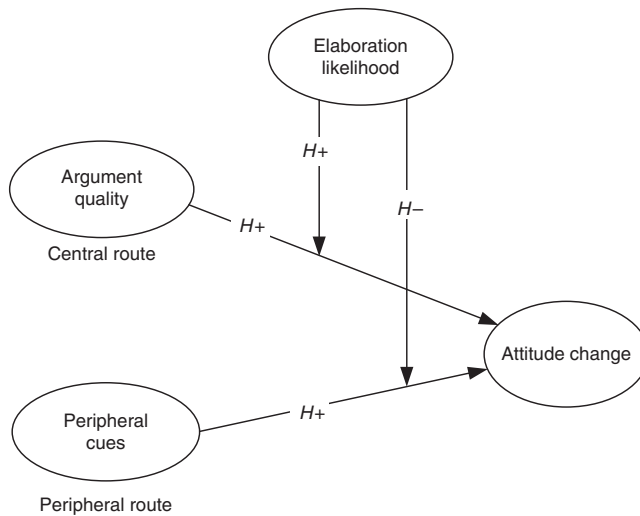 Elaboration
likelihood
H+
Argument
quality
H–
H+
Central route
Attitude change
H+
Peripheral
cues
Peripheral route